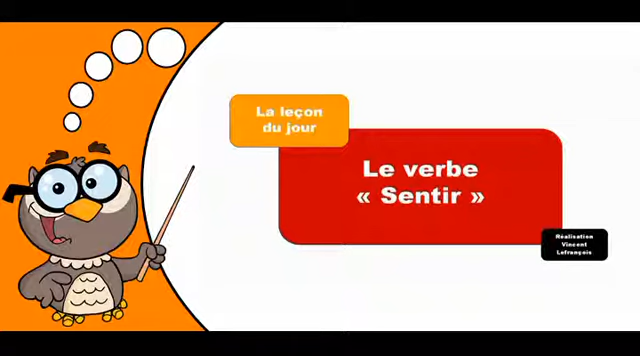 La leçon
du jour
Le verbe
« Sentir »
Réalisation
Vincent
Lefrançois